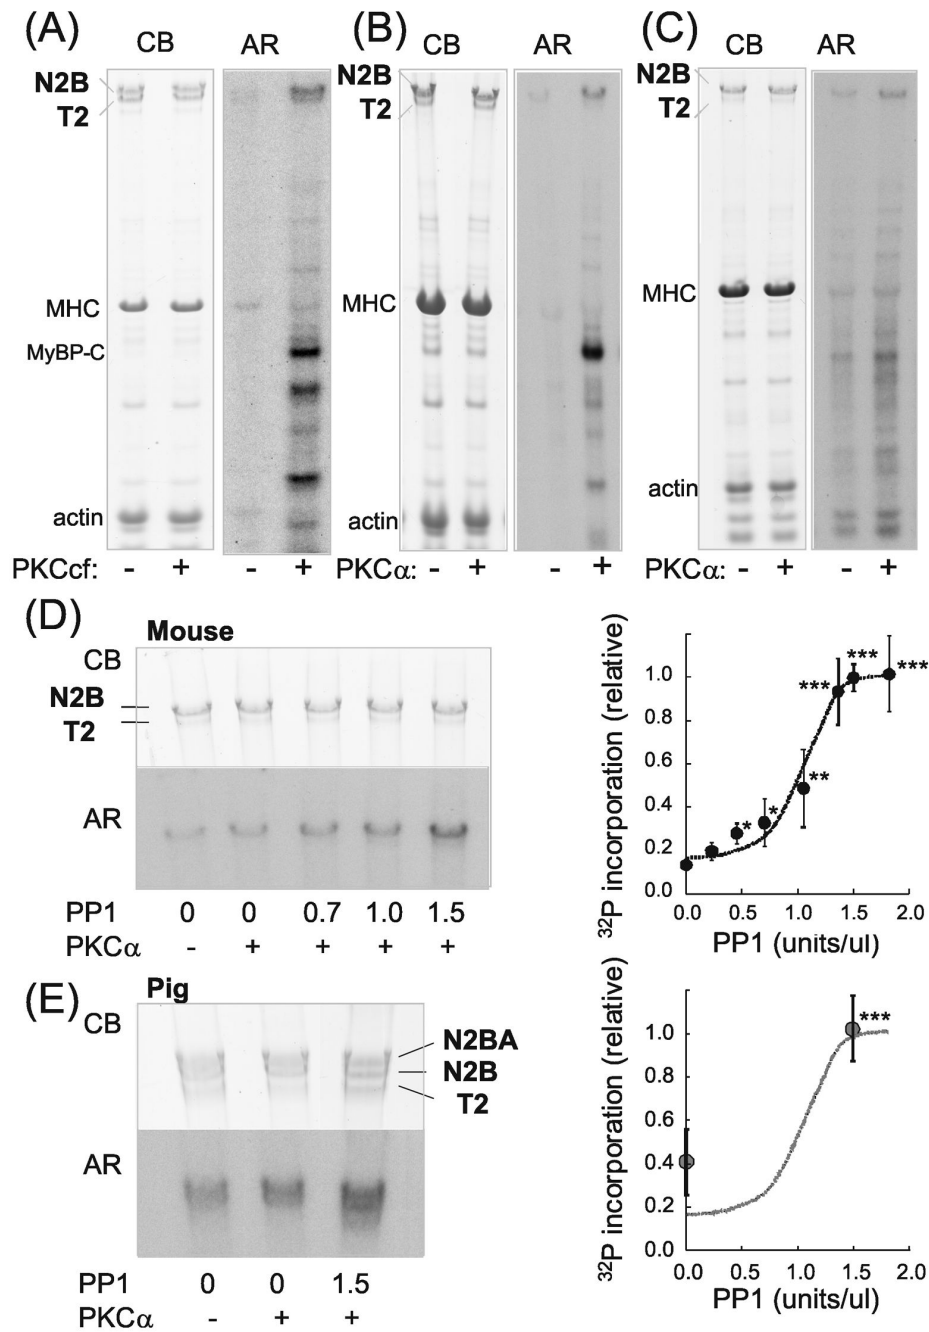 (A) CB AR (B) CB AR (C) CB AR
N2B N2B N2B
T2 T2 T2
MHC MHC MHC
MyBP-C
actin actin actin
PKCcf: - + - + PKCα: - + - + PKCα: - + - +
(D) Mouse
CB
N2B
T2
AR
PP1 0 0 0.7 1.0 1.5
PKCα - + + + +
32P incorporation (relative)
1.0
0.8
0.6
0.4
0.2
0.0
*** *** ***
**
*
*
0.0 0.5 1.0 1.5 2.0
PP1 (units/ul)
(E) Pig
CB
N2BA
N2B
T2
AR
PP1 0 0 1.5
PKCα - + +
32P incorporation (relative)
1.0
0.8
0.6
0.4
0.2
0.0
***
0.0 0.5 1.0 1.5 2.0
PP1 (units/ul)